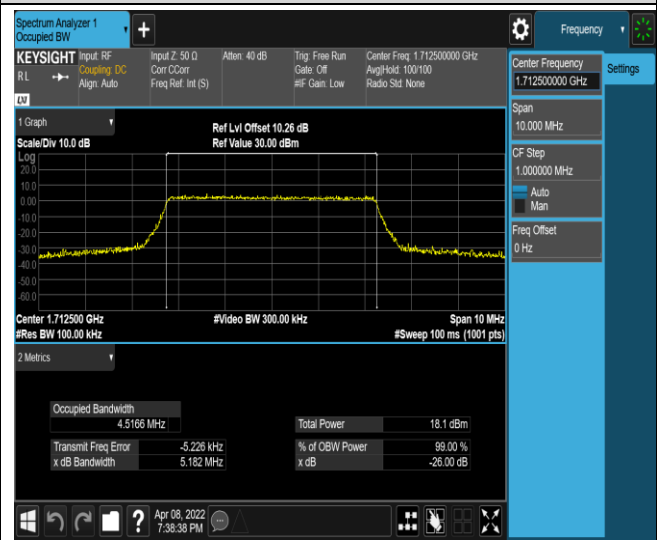 Spectrum Analyzer 1
Occupied BW
Frequency
KEYSIGHT
RL
LXI
Input: RF
Coupling: DC
Align: Auto
Input Z: 50 Ω
Corr CCorr
Freq Ref: Int (S)
Atten: 40 dB
Trig: Free Run
Gate: Off
#IF Gain: Low
Center Freq: 1.712500000 GHz
Avg|Hold: 100/100
Radio Std: None
Center Frequency
1.712500000 GHz
Settings
Span
10.000 MHz
CF Step
1.000000 MHz
Auto
Man
Freq Offset
0 Hz
1 Graph
Scale/Div 10.0 dB
Ref Lvl Offset 10.26 dB
Ref Value 30.00 dBm
Log
20.0
10.0
0.00
-10.0
-20.0
-30.0
-40.0
-50.0
-60.0
Center 1.712500 GHz
#Video BW 300.00 kHz
Span 10 MHz
#Res BW 100.00 kHz
#Sweep 100 ms (1001 pts)
2 Metrics
Occupied Bandwidth
4.5166 MHz
Total Power 18.1 dBm
Transmit Freq Error -5.226 kHz
% of OBW Power 99.00 %
x dB Bandwidth 5.182 MHz
x dB -26.00 dB
?
Apr 08, 2022
7:38:38 PM